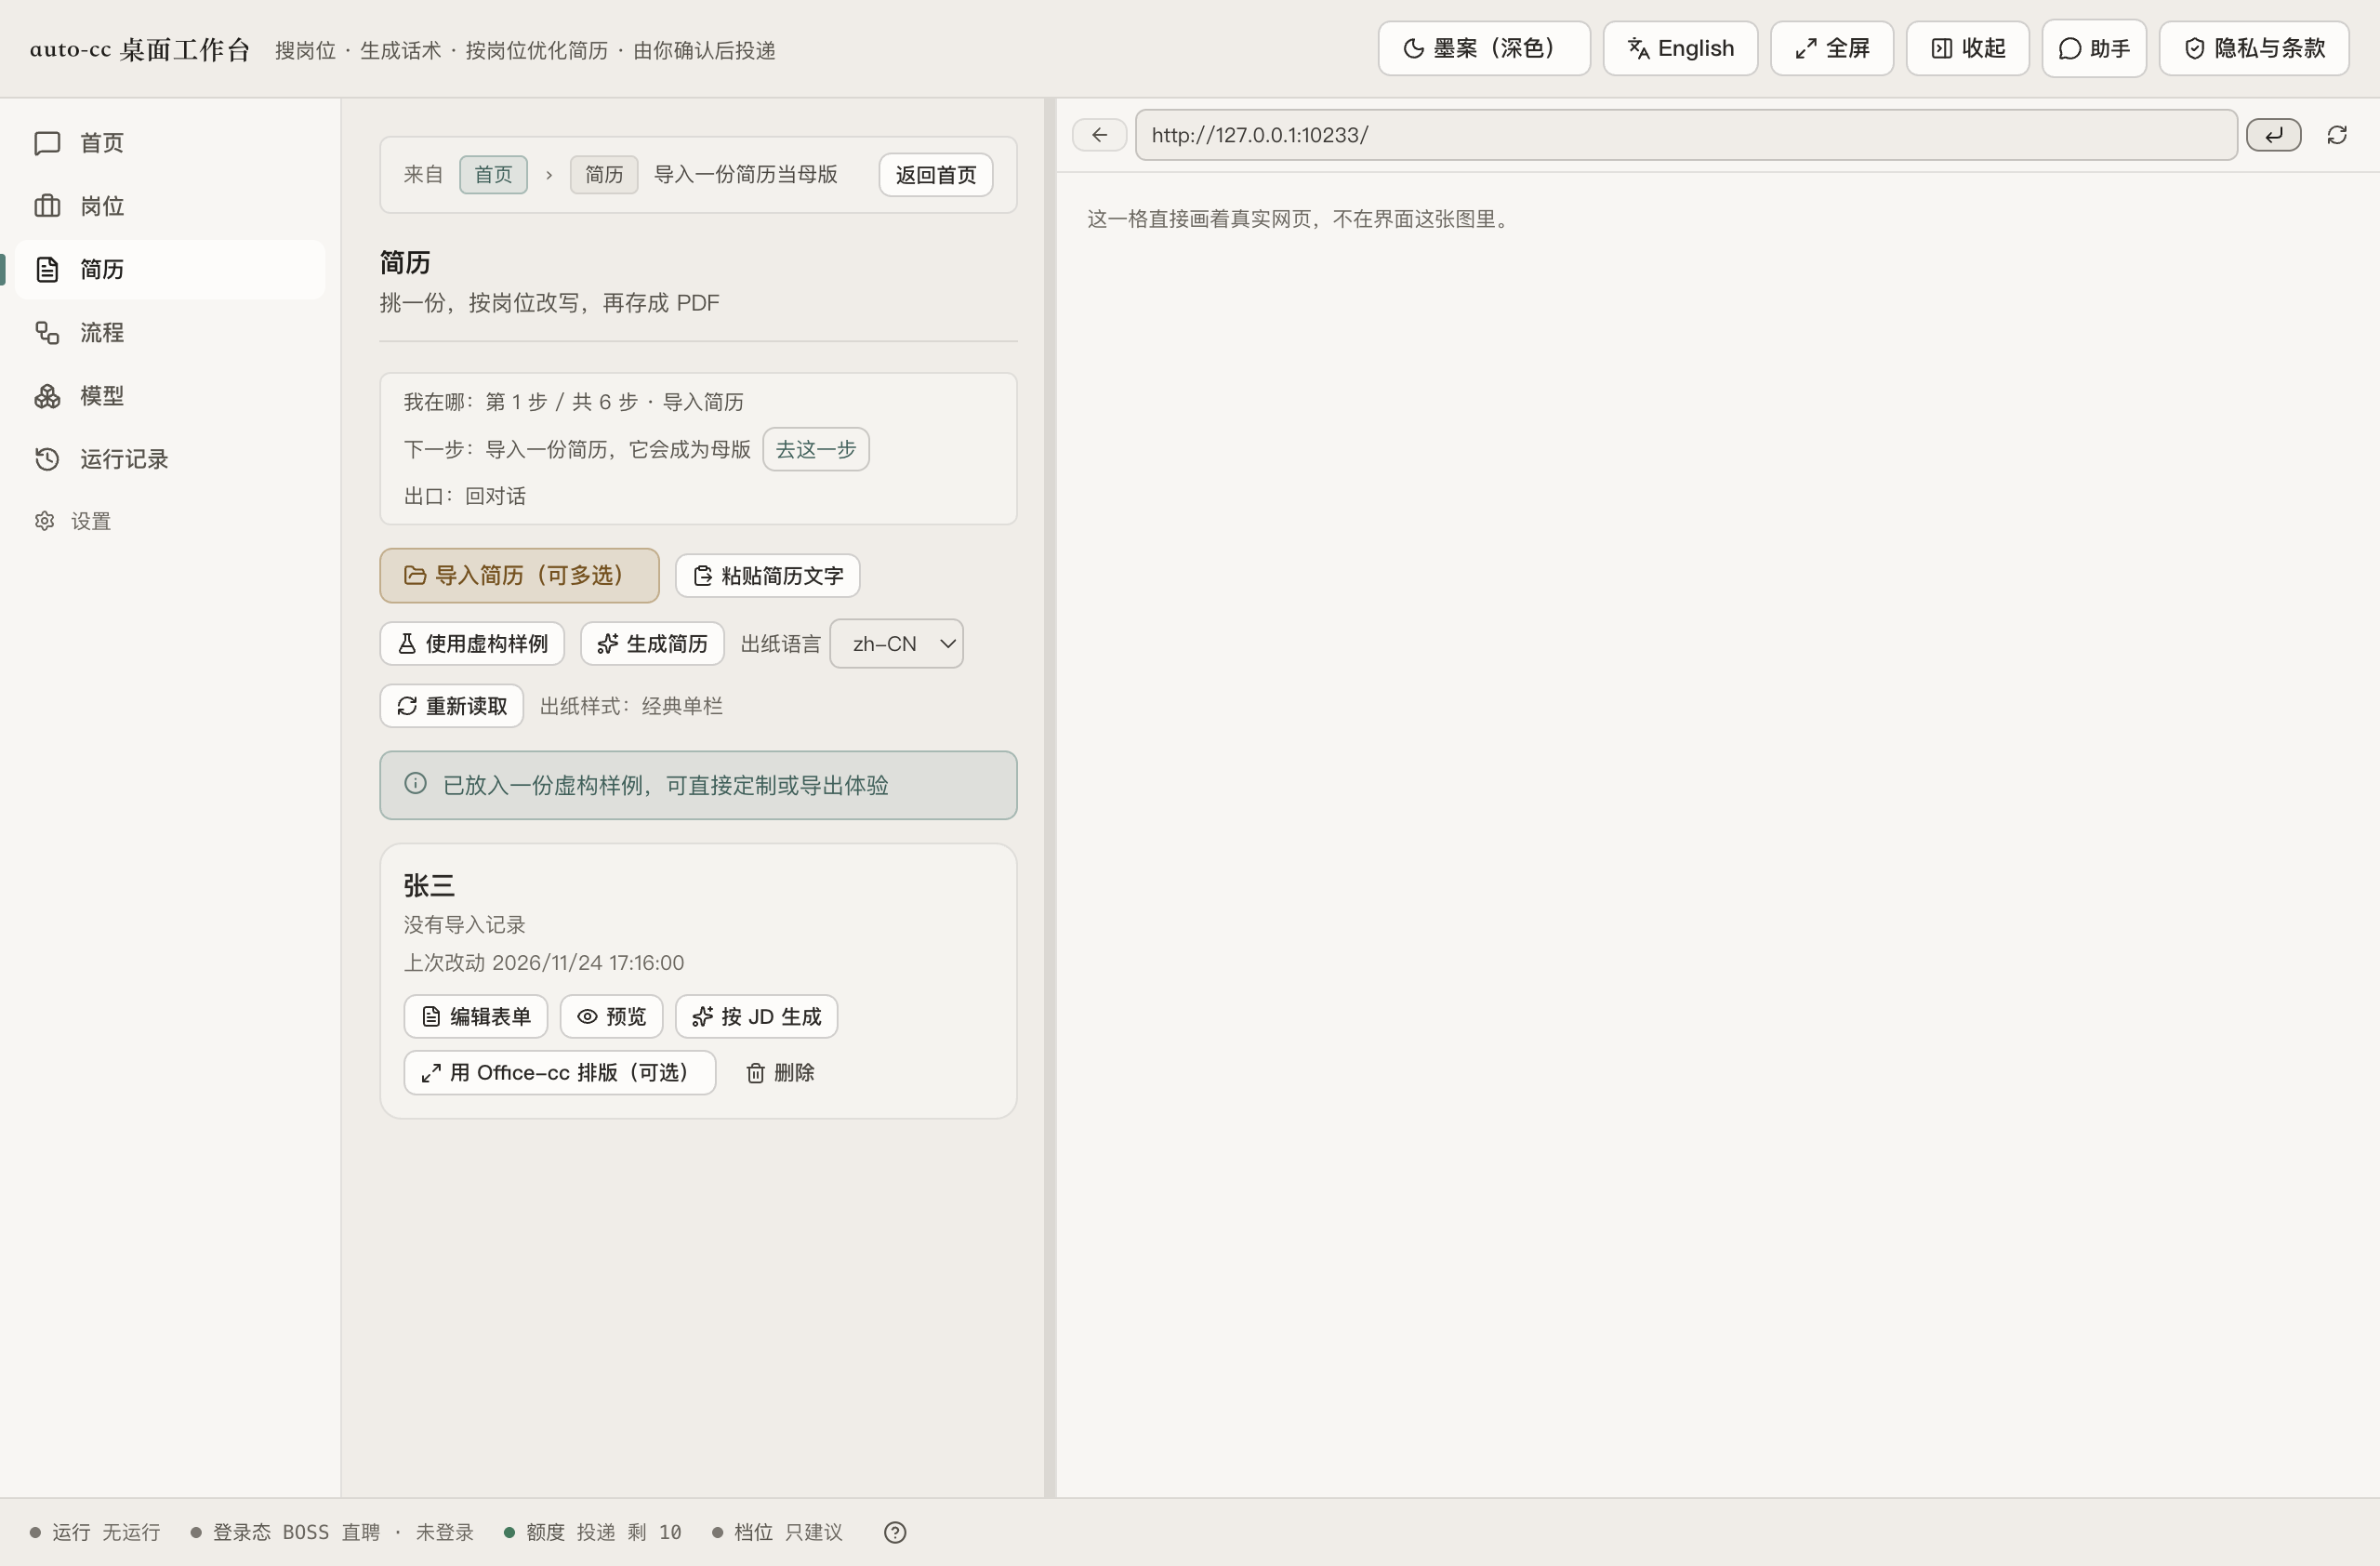 auto-cc 桌面工作台 搜岗位 · 生成话术 · 按岗位优化简历 · 由你确认后投递 墨案（深色） English 全屏 收起 助手 隐私与条款
首页
岗位
简历
流程
模型
运行记录
设置
来自 首页 › 简历 导入一份简历当母版 返回首页
简历
挑一份，按岗位改写，再存成 PDF
我在哪：第 1 步 / 共 6 步 · 导入简历
下一步：导入一份简历，它会成为母版 去这一步
出口：回对话
导入简历（可多选） 粘贴简历文字
使用虚构样例 生成简历 出纸语言 zh-CN
重新读取 出纸样式：经典单栏
已放入一份虚构样例，可直接定制或导出体验
张三
没有导入记录
上次改动 2026/11/24 17:16:00
编辑表单 预览 按 JD 生成
用 Office-cc 排版（可选） 删除
http://127.0.0.1:10233/
这一格直接画着真实网页，不在界面这张图里。
运行 无运行 登录态 BOSS 直聘 · 未登录 额度 投递 剩 10 档位 只建议